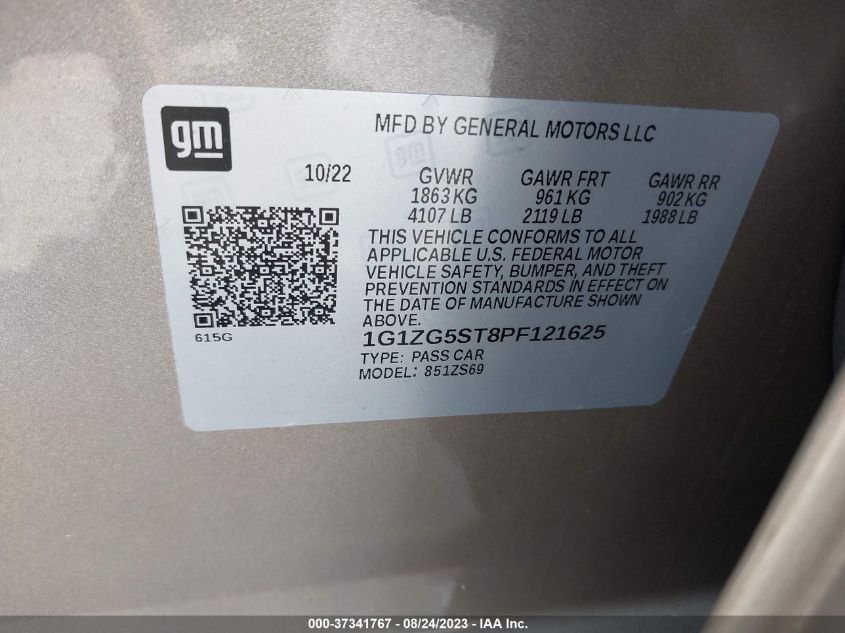 gm
MFD BY GENERAL MOTORS LLC
10/22 GVWR GAWR FRT GAWR RR
1863 KG 961 KG 902 KG
4107 LB 2119 LB 1988 LB
THIS VEHICLE CONFORMS TO ALL
APPLICABLE U.S. FEDERAL MOTOR
VEHICLE SAFETY, BUMPER, AND THEFT
PREVENTION STANDARDS IN EFFECT ON
THE DATE OF MANUFACTURE SHOWN
ABOVE.
615G
1G1ZG5ST8PF121625
TYPE: PASS CAR
MODEL: 851ZS69
000-37341767 - 08/24/2023 - IAA Inc.